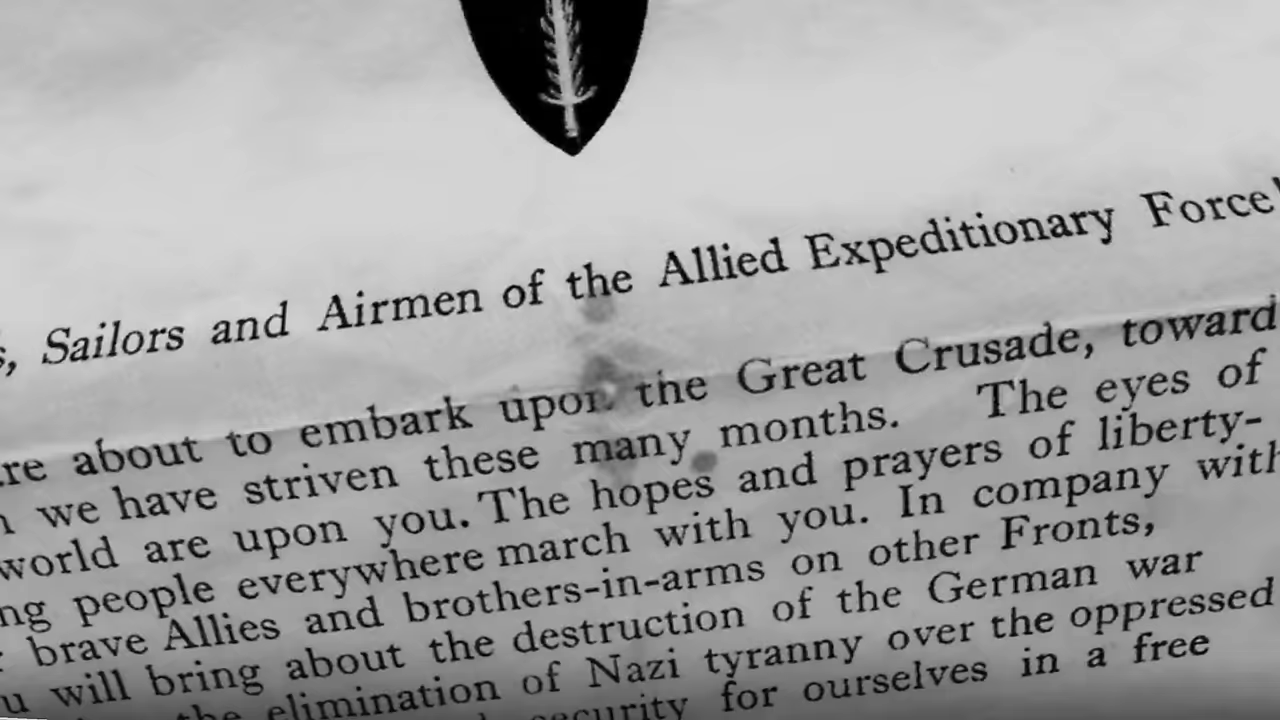 , Sailors and Airmen of the Allied Expeditionary Force!
re about to embark upon the Great Crusade, toward
we have striven these many months. The eyes of
world are upon you. The hopes and prayers of liberty-
ng people everywhere march with you. In company with
brave Allies and brothers-in-arms on other Fronts,
u will bring about the destruction of the German war
the elimination of Nazi tyranny over the oppressed
security for ourselves in a free